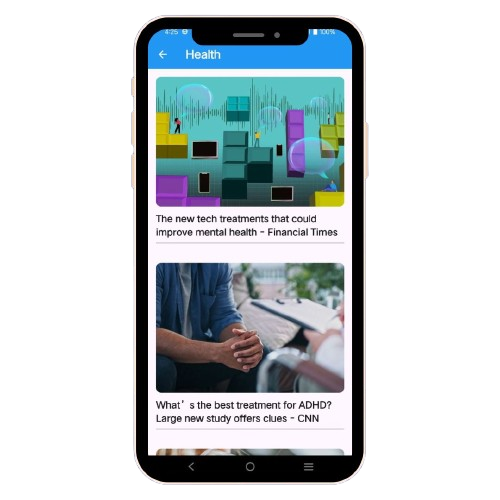 4:25
100%
Health
The new tech treatments that could
improve mental health - Financial Times
What's the best treatment for ADHD?
Large new study offers clues - CNN